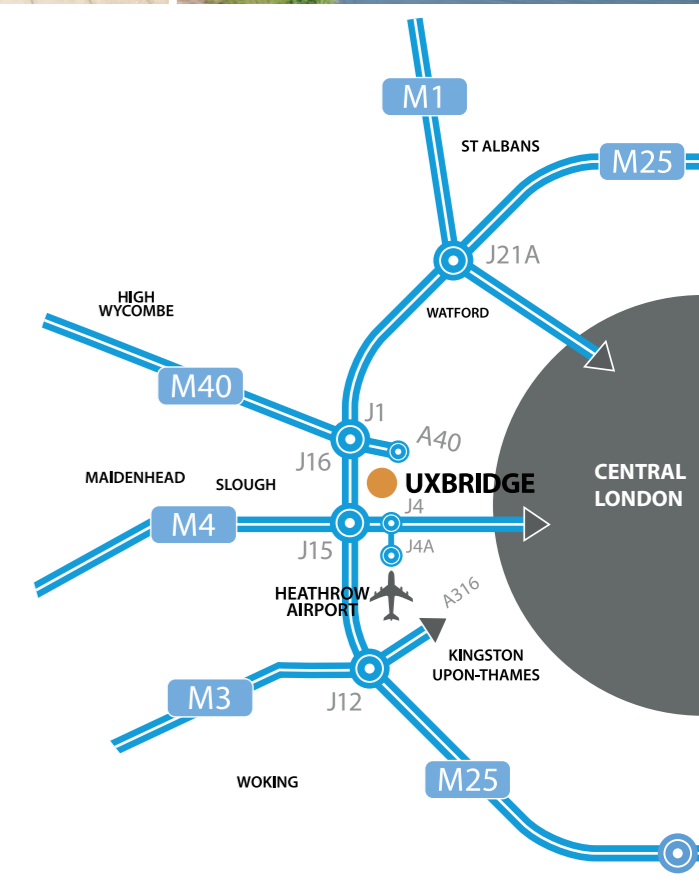 M1
ST ALBANS
M25
J21A
HIGH
WYCOMBE
WATFORD
M40
J1
A40
J16
MAIDENHEAD
SLOUGH
UXBRIDGE
CENTRAL
LONDON
J4
M4
J15
J4A
HEATHROW
AIRPORT
A316
KINGSTON
UPON-THAMES
M3
J12
WOKING
M25